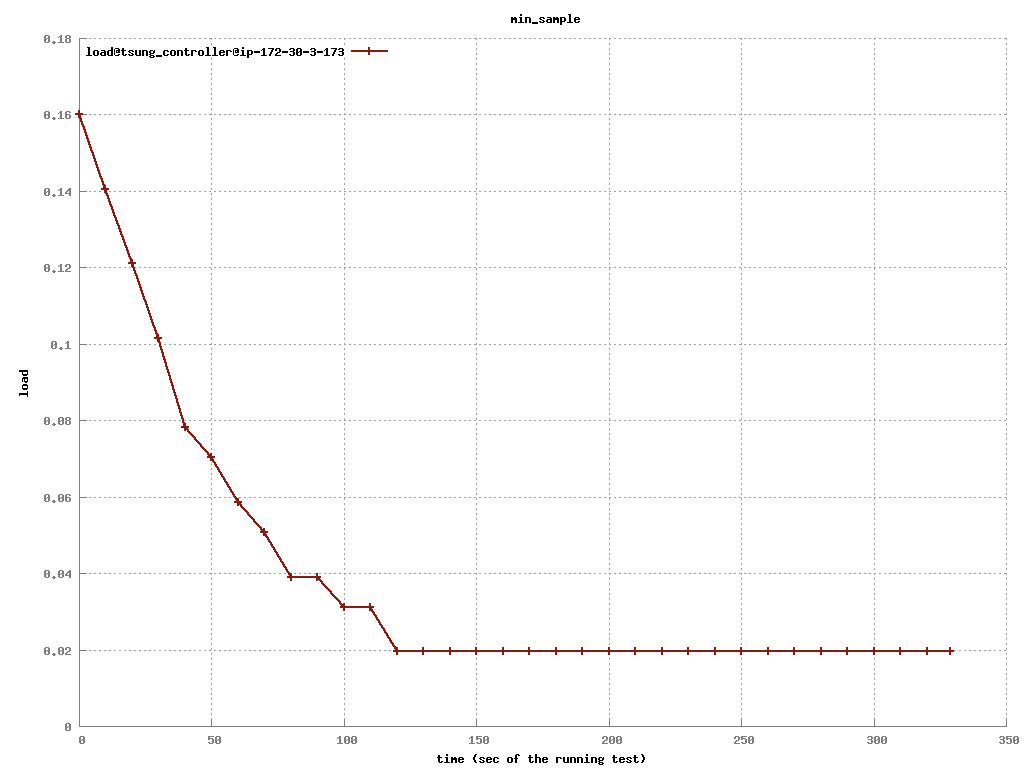 min_sample
load@tsung_controller@ip-172-30-3-173
0.18
0.16
0.14
0.12
0.1
0.08
0.06
0.04
0.02
0
load
0 50 100 150 200 250 300 350
time (sec of the running test)